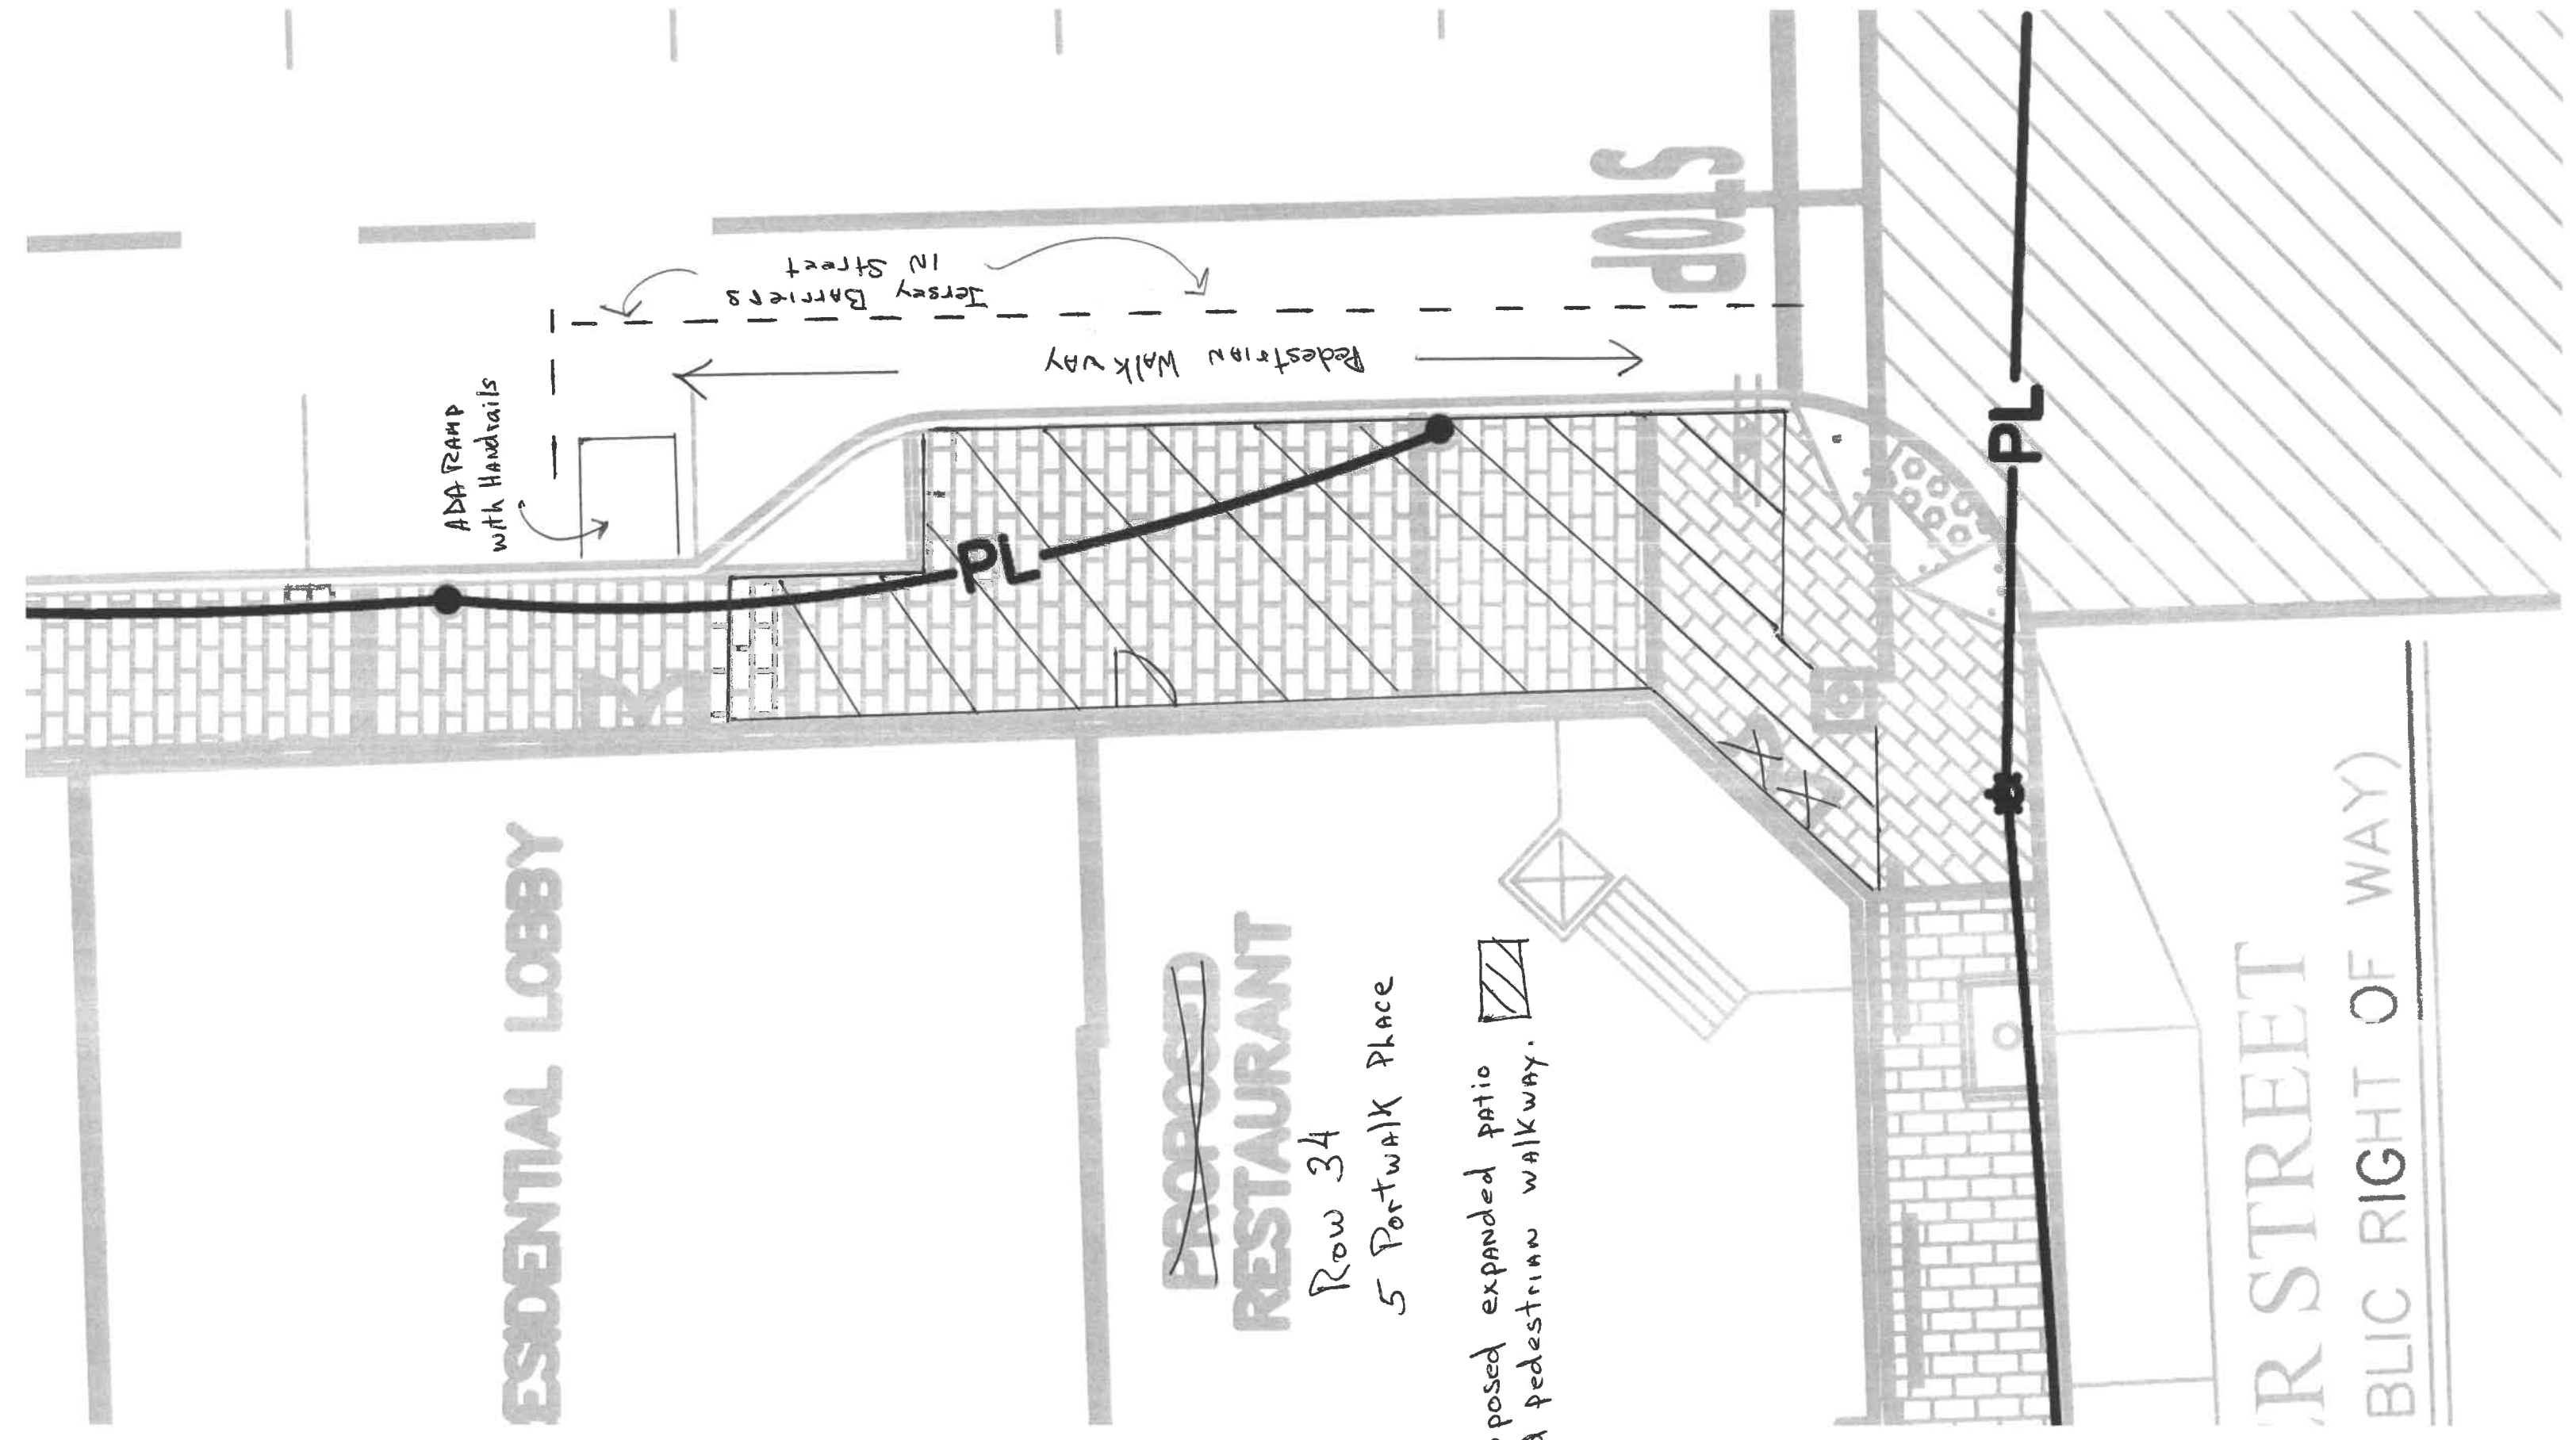 STOP
Jersey Barriers
IN Street
Pedestrian Walkway
ADA RAMP
with Handrails
PL
PL
ESIDENTIAL LOBBY
PROPOSED
RESTAURANT
Row 34
5 Portwalk Place
posed expanded patio
pedestrian walkway.
R STREET
BLIC RIGHT OF WAY)